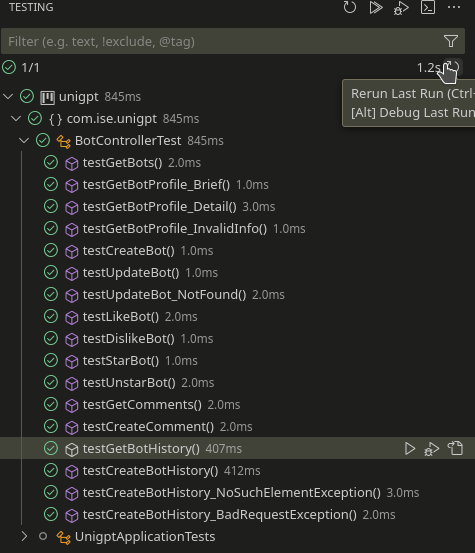 TESTING
Filter (e.g. text, !exclude, @tag)
1/1 1.2s
Rerun Last Run (Ctrl+
[Alt] Debug Last Run
unigpt 845ms
{ } com.ise.unigpt 845ms
BotControllerTest 845ms
testGetBots() 2.0ms
testGetBotProfile_Brief() 1.0ms
testGetBotProfile_Detail() 3.0ms
testGetBotProfile_InvalidInfo() 1.0ms
testCreateBot() 1.0ms
testUpdateBot() 1.0ms
testUpdateBot_NotFound() 2.0ms
testLikeBot() 2.0ms
testDislikeBot() 1.0ms
testStarBot() 1.0ms
testUnstarBot() 2.0ms
testGetComments() 2.0ms
testCreateComment() 2.0ms
testGetBotHistory() 407ms
testCreateBotHistory() 412ms
testCreateBotHistory_NoSuchElementException() 3.0ms
testCreateBotHistory_BadRequestException() 2.0ms
UnigptApplicationTests